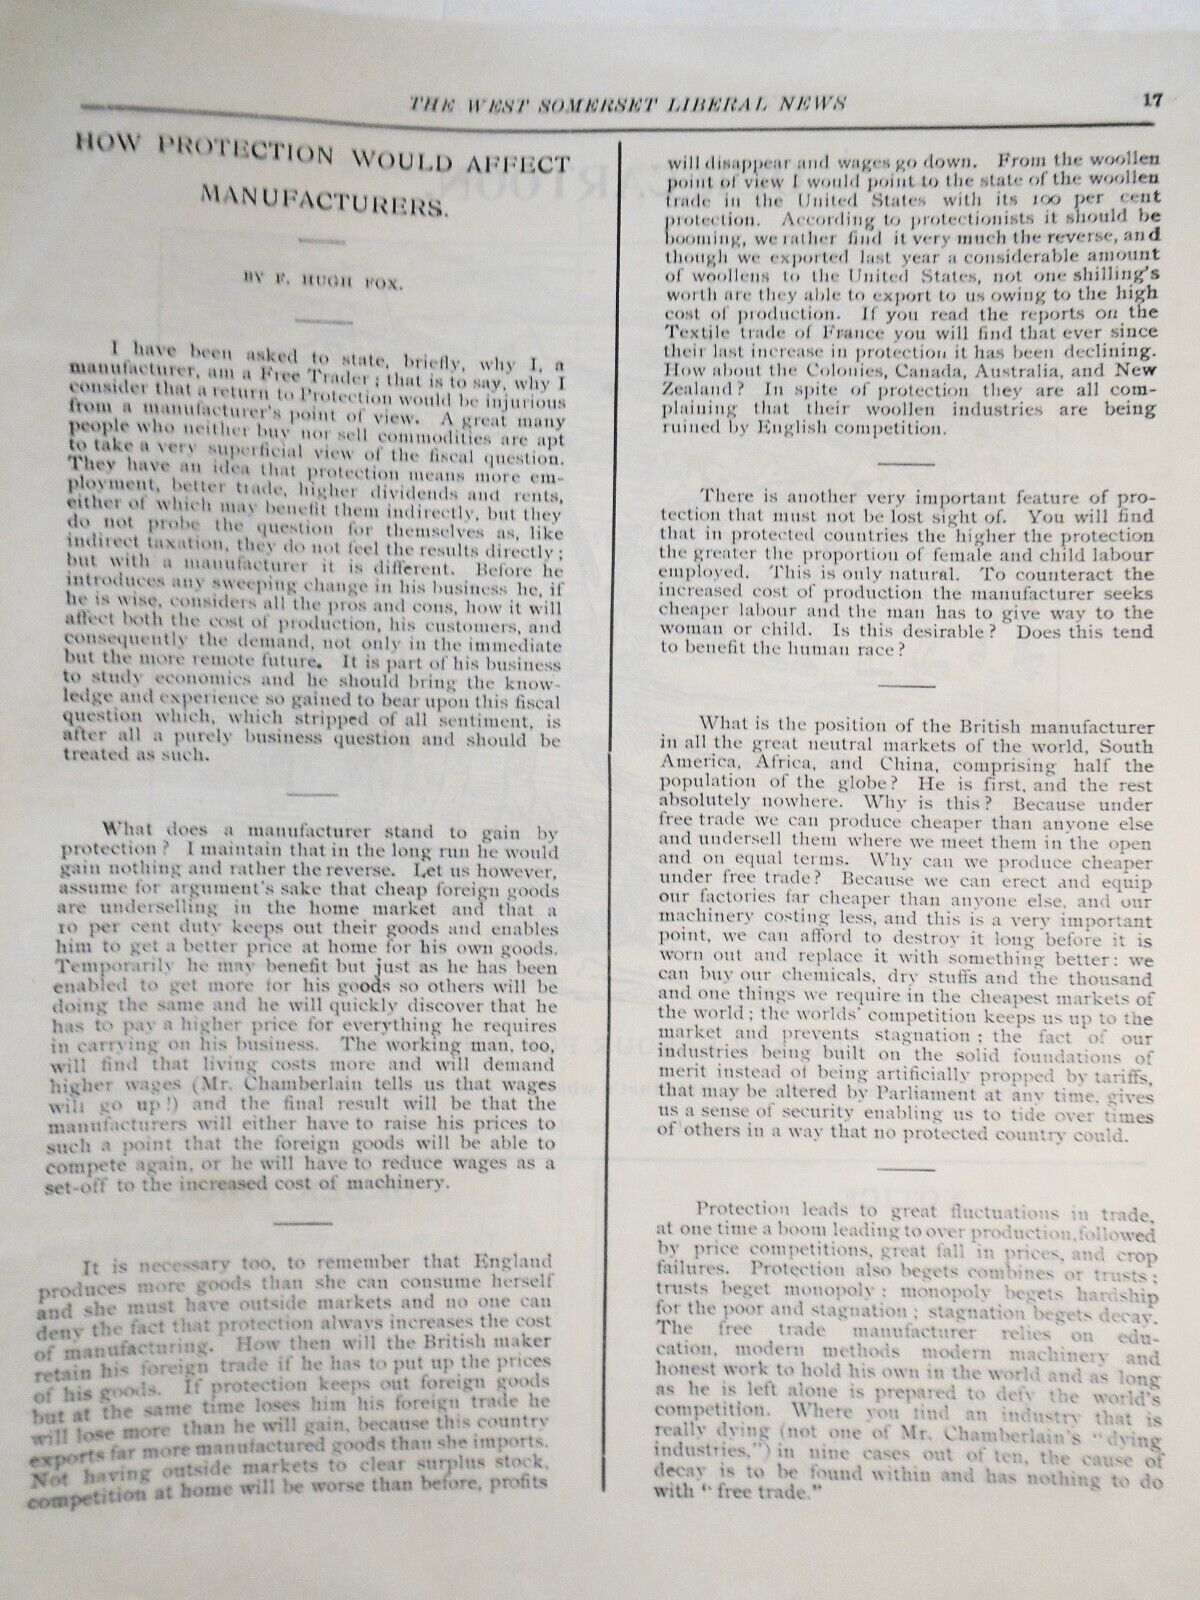 THE WEST SOMERSET LIBERAL NEWS 17
HOW PROTECTION WOULD AFFECT
MANUFACTURERS.
BY F. HUGH FOX.
I have been asked to state, briefly, why I, a
manufacturer, am a Free Trader; that is to say, why I
consider that a return to Protection would be injurious
from a manufacturer's point of view. A great many
people who neither buy nor sell commodities are apt
to take a very superficial view of the fiscal question.
They have an idea that protection means more em-
ployment, better trade, higher dividends and rents,
either of which may benefit them indirectly, but they
do not probe the question for themselves as, like
indirect taxation, they do not feel the results directly;
but with a manufacturer it is different. Before he
introduces any sweeping change in his business he, if
he is wise, considers all the pros and cons, how it will
affect both the cost of production, his customers, and
consequently the demand, not only in the immediate
but the more remote future. It is part of his business
to study economics and he should bring the know-
ledge and experience so gained to bear upon this fiscal
question which, which stripped of all sentiment, is
after all a purely business question and should be
treated as such.
What does a manufacturer stand to gain by
protection? I maintain that in the long run he would
gain nothing and rather the reverse. Let us however,
assume for argument's sake that cheap foreign goods
are underselling in the home market and that a
10 per cent duty keeps out their goods and enables
him to get a better price at home for his own goods.
Temporarily he may benefit but just as he has been
enabled to get more for his goods so others will be
doing the same and he will quickly discover that he
has to pay a higher price for everything he requires
in carrying on his business. The working man, too,
will find that living costs more and will demand
higher wages (Mr. Chamberlain tells us that wages
will go up!) and the final result will be that the
manufacturers will either have to raise his prices to
such a point that the foreign goods will be able to
compete again, or he will have to reduce wages as a
set-off to the increased cost of machinery.
It is necessary too, to remember that England
produces more goods than she can consume herself
and she must have outside markets and no one can
deny the fact that protection always increases the cost
of manufacturing. How then will the British maker
retain his foreign trade if he has to put up the prices
of his goods. If protection keeps out foreign goods
but at the same time loses him his foreign trade he
will lose more than he will gain, because this country
exports far more manufactured goods than she imports.
Not having outside markets to clear surplus stock,
competition at home will be worse than before, profits
will disappear and wages go down. From the woollen
point of view I would point to the state of the woollen
trade in the United States with its 100 per cent
protection. According to protectionists it should be
booming, we rather find it very much the reverse, and
though we exported last year a considerable amount
of woollens to the United States, not one shilling's
worth are they able to export to us owing to the high
cost of production. If you read the reports on the
Textile trade of France you will find that ever since
their last increase in protection it has been declining.
How about the Colonies, Canada, Australia, and New
Zealand? In spite of protection they are all com-
plaining that their woollen industries are being
ruined by English competition.
There is another very important feature of pro-
tection that must not be lost sight of. You will find
that in protected countries the higher the protection
the greater the proportion of female and child labour
employed. This is only natural. To counteract the
increased cost of production the manufacturer seeks
cheaper labour and the man has to give way to the
woman or child. Is this desirable? Does this tend
to benefit the human race?
What is the position of the British manufacturer
in all the great neutral markets of the world, South
America, Africa, and China, comprising half the
population of the globe? He is first, and the rest
absolutely nowhere. Why is this? Because under
free trade we can produce cheaper than anyone else
and undersell them where we meet them in the open
and on equal terms. Why can we produce cheaper
under free trade? Because we can erect and equip
our factories far cheaper than anyone else, and our
machinery costing less, and this is a very important
point, we can afford to destroy it long before it is
worn out and replace it with something better: we
can buy our chemicals, dry stuffs and the thousand
and one things we require in the cheapest markets of
the world; the worlds' competition keeps us up to the
market and prevents stagnation; the fact of our
industries being built on the solid foundations of
merit instead of being artificially propped by tariffs,
that may be altered by Parliament at any time, gives
us a sense of security enabling us to tide over times
of others in a way that no protected country could.
Protection leads to great fluctuations in trade,
at one time a boom leading to over production, followed
by price competitions, great fall in prices, and crop
failures. Protection also begets combines or trusts;
trusts beget monopoly; monopoly begets hardship
for the poor and stagnation; stagnation begets decay.
The free trade manufacturer relies on edu-
cation, modern methods modern machinery and
honest work to hold his own in the world and as long
as he is left alone is prepared to defy the world's
competition. Where you find an industry that is
really dying (not one of Mr. Chamberlain's "dying
industries,") in nine cases out of ten, the cause of
decay is to be found within and has nothing to do
with "free trade."